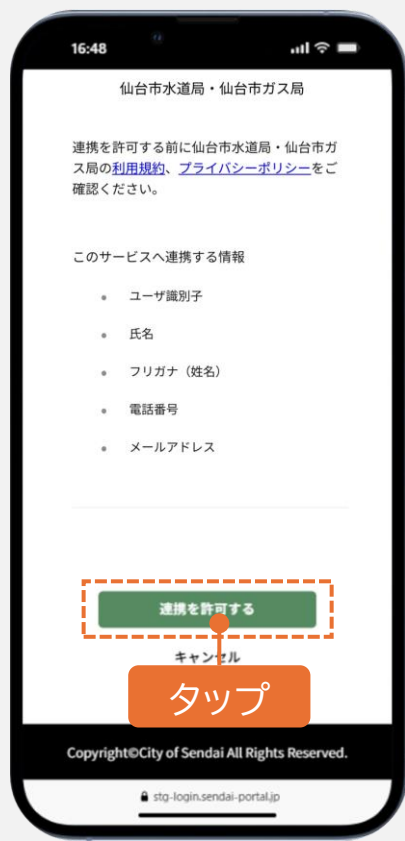 16:48
仙台市水道局・仙台市ガス局
連携を許可する前に仙台市水道局・仙台市ガ
ス局の利用規約、プライバシーポリシーをご
確認ください。
このサービスへ連携する情報
• ユーザ識別子
• 氏名
• フリガナ（姓名）
• 電話番号
• メールアドレス
連携を許可する
キャンセル
タップ
Copyright©City of Sendai All Rights Reserved.
stg-login.sendai-portal.jp